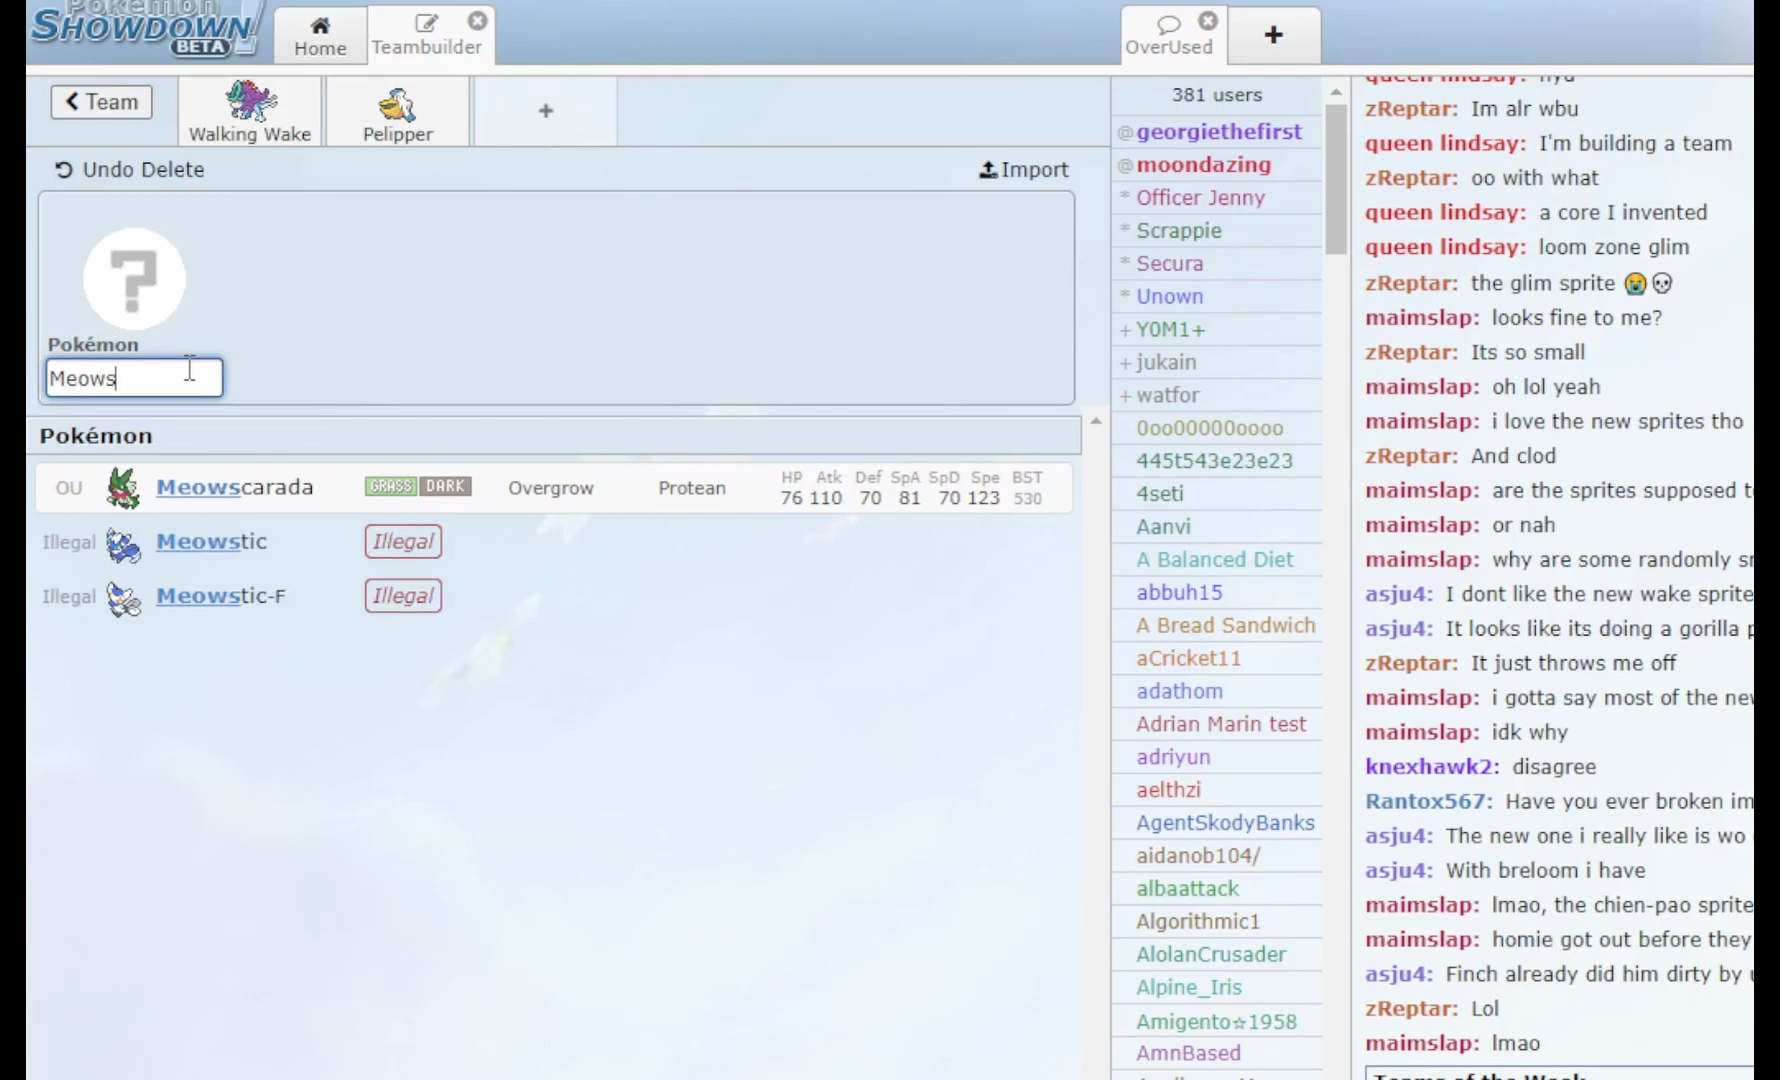 Pokémon
SHOWDOWN
BETA
Home
Teambuilder
OverUsed
+
Team
Walking Wake
Pelipper
+
Undo Delete
Import
?
Pokémon
Meows
Pokémon
OU Meowscarada GRASS DARK Overgrow Protean HP 76 Atk 110 Def 70 SpA 81 SpD 70 Spe 123 BST 530
Illegal Meowstic Illegal
Illegal Meowstic-F Illegal
381 users
@georgiethefirst
@moondazing
* Officer Jenny
* Scrappie
* Secura
* Unown
+ Y0M1+
+ jukain
+ watfor
0oo00000oooo
445t543e23e23
4seti
Aanvi
A Balanced Diet
abbuh15
A Bread Sandwich
aCricket11
adathom
Adrian Marin test
adriyun
aelthzi
AgentSkodyBanks
aidanob104/
albaattack
Algorithmic1
AlolanCrusader
Alpine_Iris
Amigento☆1958
AmnBased
queen lindsay:
zReptar: Im alr wbu
queen lindsay: I'm building a team
zReptar: oo with what
queen lindsay: a core I invented
queen lindsay: loom zone glim
zReptar: the glim sprite 😭💀
maimslap: looks fine to me?
zReptar: Its so small
maimslap: oh lol yeah
maimslap: i love the new sprites tho
zReptar: And clod
maimslap: are the sprites supposed t
maimslap: or nah
maimslap: why are some randomly s
asju4: I dont like the new wake sprite
asju4: It looks like its doing a gorilla p
zReptar: It just throws me off
maimslap: i gotta say most of the ne
maimslap: idk why
knexhawk2: disagree
Rantox567: Have you ever broken im
asju4: The new one i really like is wo
asju4: With breloom i have
maimslap: lmao, the chien-pao sprite
maimslap: homie got out before they
asju4: Finch already did him dirty by
zReptar: Lol
maimslap: lmao
Teams of the Week